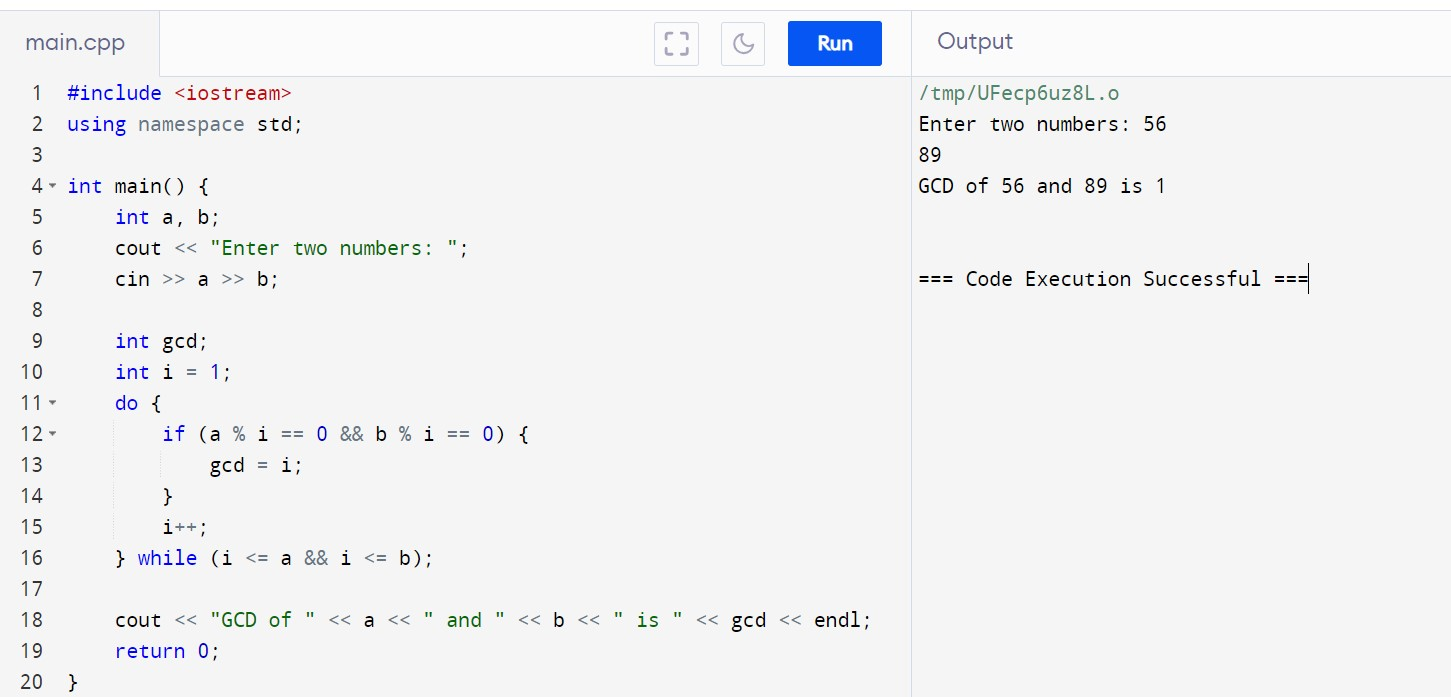 main.cpp
Run
Output
1 #include <iostream>
2 using namespace std;
3
4 int main() {
5     int a, b;
6     cout << "Enter two numbers: ";
7     cin >> a >> b;
8
9     int gcd;
10     int i = 1;
11     do {
12         if (a % i == 0 && b % i == 0) {
13             gcd = i;
14         }
15         i++;
16     } while (i <= a && i <= b);
17
18     cout << "GCD of " << a << " and " << b << " is " << gcd << endl;
19     return 0;
20 }
/tmp/UFecp6uz8L.o
Enter two numbers: 56
89
GCD of 56 and 89 is 1
=== Code Execution Successful ===